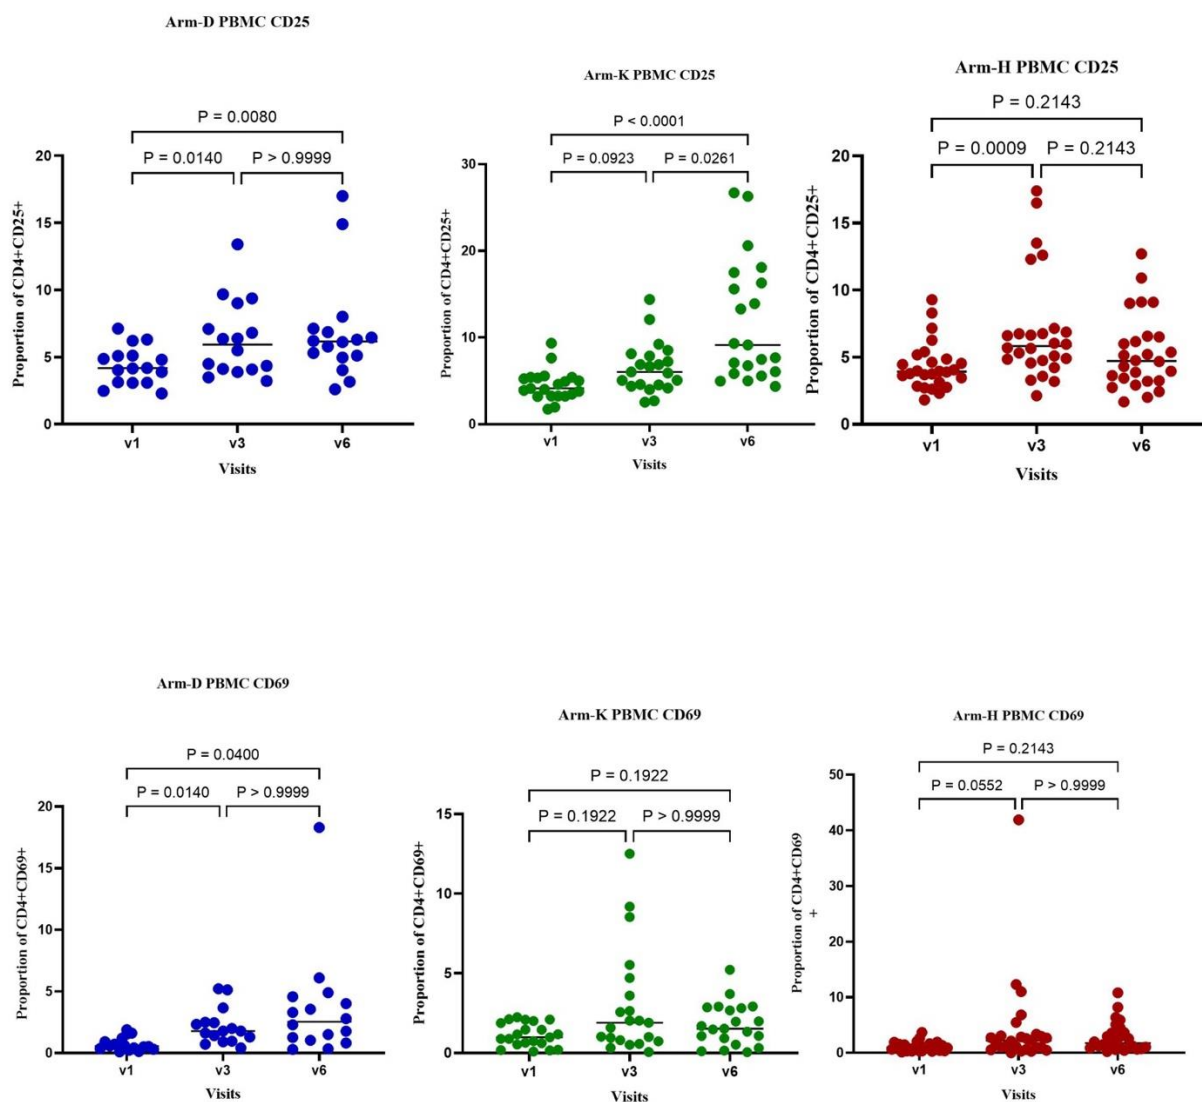 Arm-D PBMC CD25
P = 0.0080
P = 0.0140
P > 0.9999
20
15
10
5
0
Proportion of CD4+CD25+
v1
v3
v6
Visits
Arm-K PBMC CD25
P < 0.0001
P = 0.0923
P = 0.0261
30
20
10
0
Proportion of CD4+CD25+
v1
v3
v6
Visits
Arm-H PBMC CD25
P = 0.2143
P = 0.0009
P = 0.2143
20
15
10
5
0
Proportion of CD4+CD25+
v1
v3
v6
Visits
Arm-D PBMC CD69
P = 0.0400
P = 0.0140
P > 0.9999
20
15
10
5
0
Proportion of CD4+CD69+
v1
v3
v6
Visits
Arm-K PBMC CD69
P = 0.1922
P = 0.1922
P > 0.9999
15
10
5
0
Proportion of CD4+CD69+
v1
v3
v6
Visits
Arm-H PBMC CD69
P = 0.2143
P = 0.0552
P > 0.9999
50
40
30
20
10
0
Proportion of CD4+CD69
+
v1
v3
v6
Visits